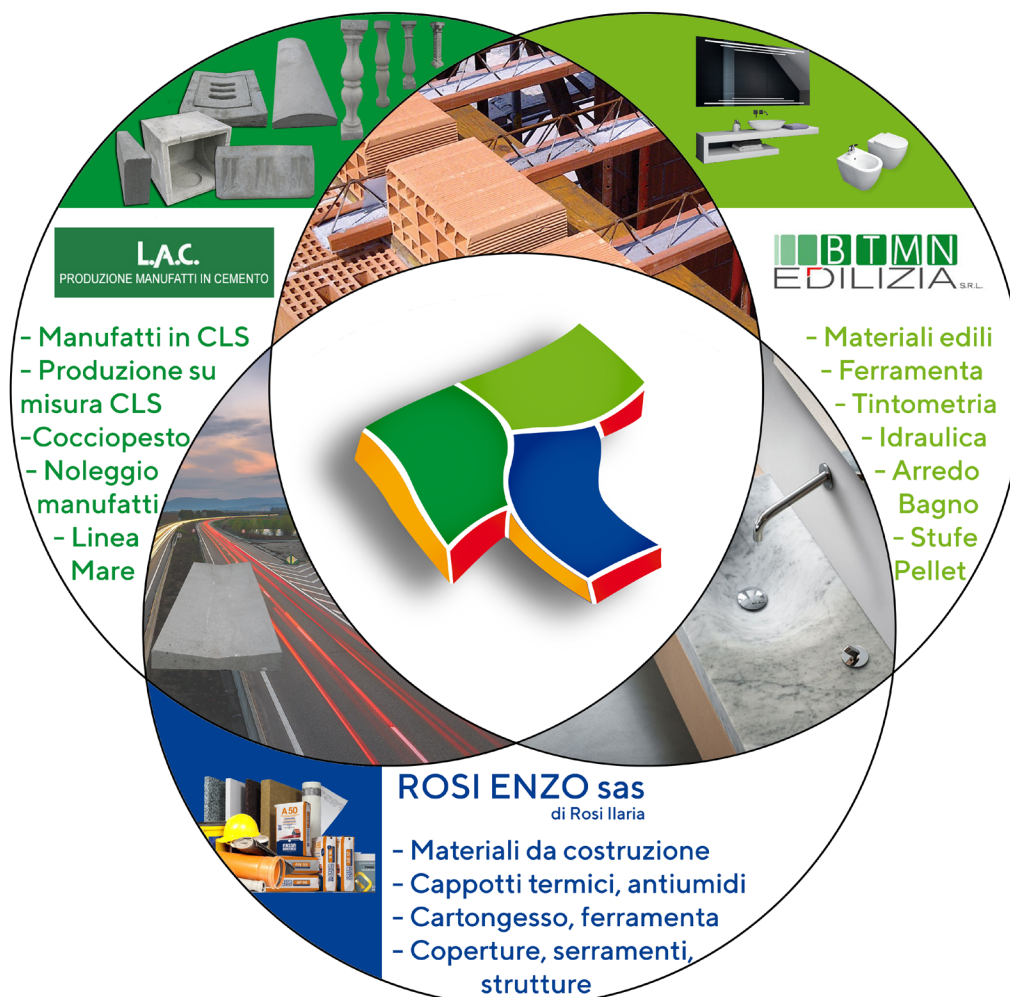 L.A.C.
PRODUZIONE MANUFATTI IN CEMENTO
- Manufatti in CLS
- Produzione su
misura CLS
-Cocciopesto
- Noleggio
manufatti
- Linea
Mare
BTMN
EDILIZIA S.R.L.
- Materiali edili
- Ferramenta
- Tintometria
- Idraulica
- Arredo
Bagno
- Stufe
Pellet
A 50
ROSI ENZO sas
di Rosi Ilaria
- Materiali da costruzione
- Cappotti termici, antiumidi
- Cartongesso, ferramenta
- Coperture, serramenti,
strutture